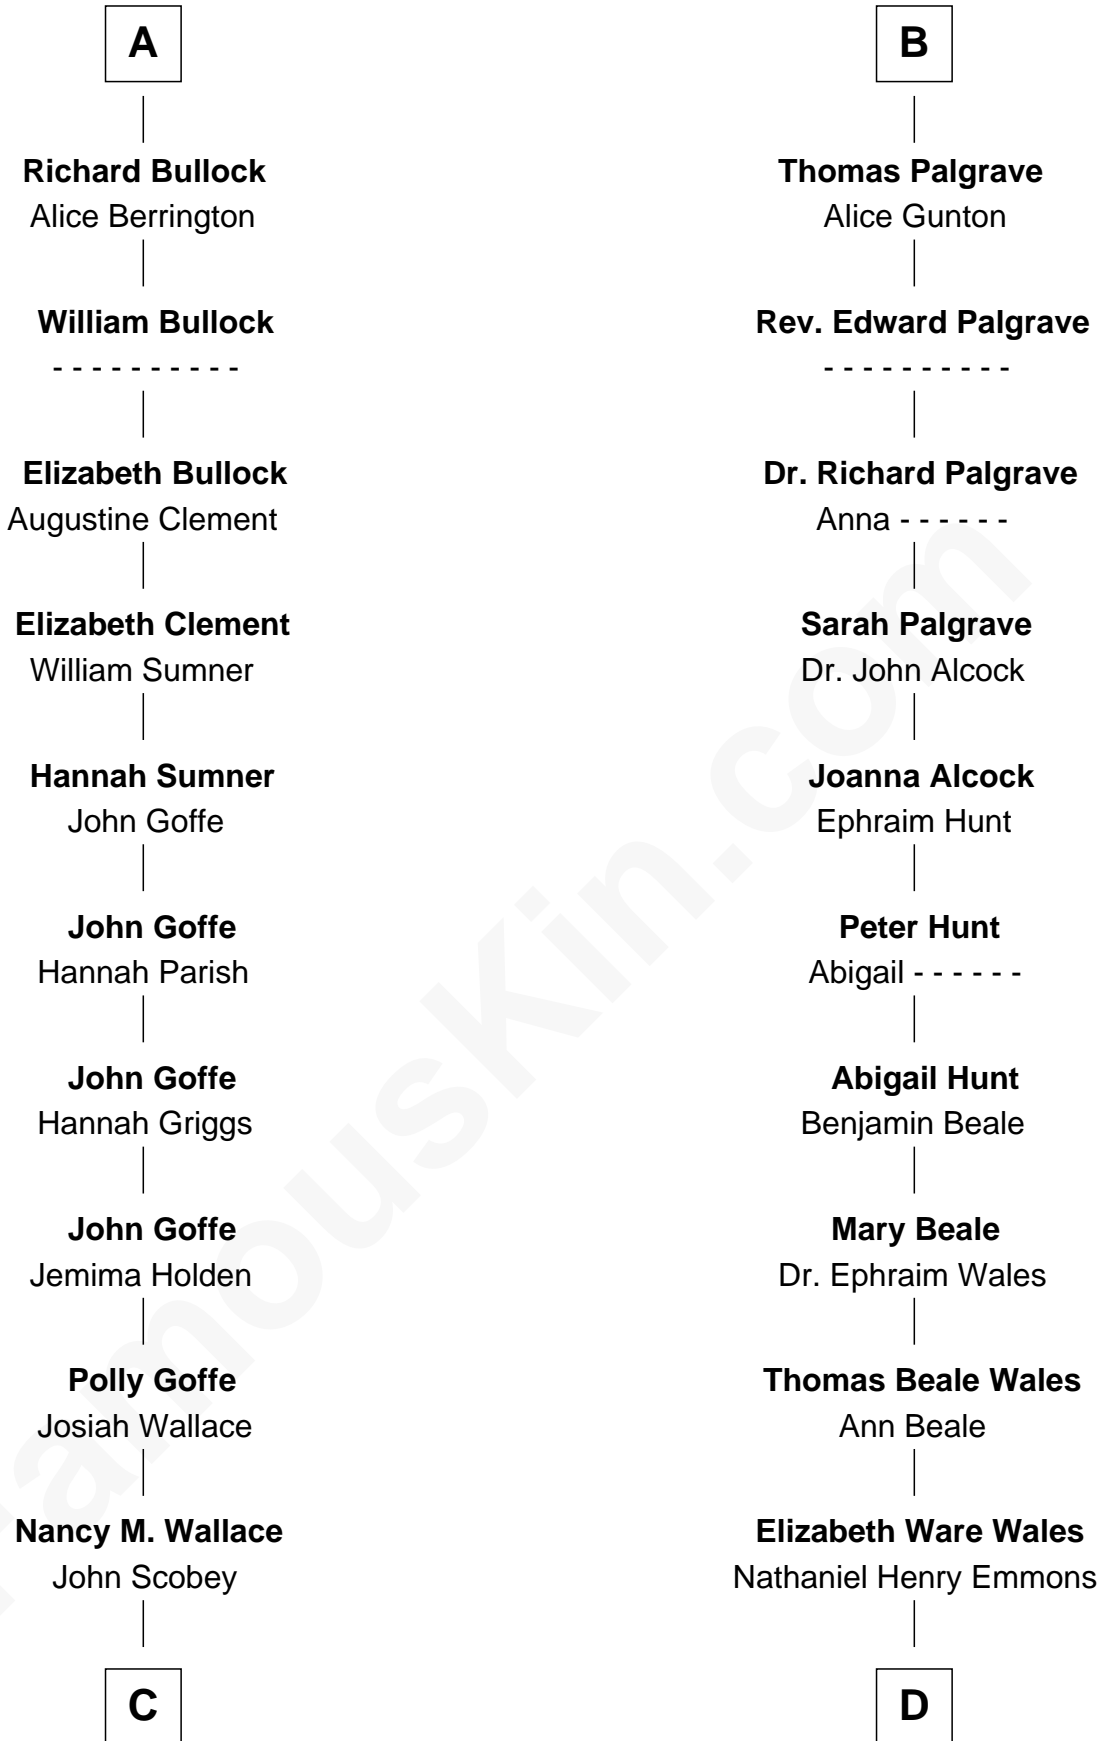 A
Richard Bullock
Alice Berrington
William Bullock
- - - - - - - - - -
Elizabeth Bullock
Augustine Clement
Elizabeth Clement
William Sumner
Hannah Sumner
John Goffe
John Goffe
Hannah Parish
John Goffe
Hannah Griggs
John Goffe
Jemima Holden
Polly Goffe
Josiah Wallace
Nancy M. Wallace
John Scobey
C
B
Thomas Palgrave
Alice Gunton
Rev. Edward Palgrave
- - - - - - - - - -
Dr. Richard Palgrave
Anna - - - - - -
Sarah Palgrave
Dr. John Alcock
Joanna Alcock
Ephraim Hunt
Peter Hunt
Abigail - - - - - -
Abigail Hunt
Benjamin Beale
Mary Beale
Dr. Ephraim Wales
Thomas Beale Wales
Ann Beale
Elizabeth Ware Wales
Nathaniel Henry Emmons
D
FamousKin.com